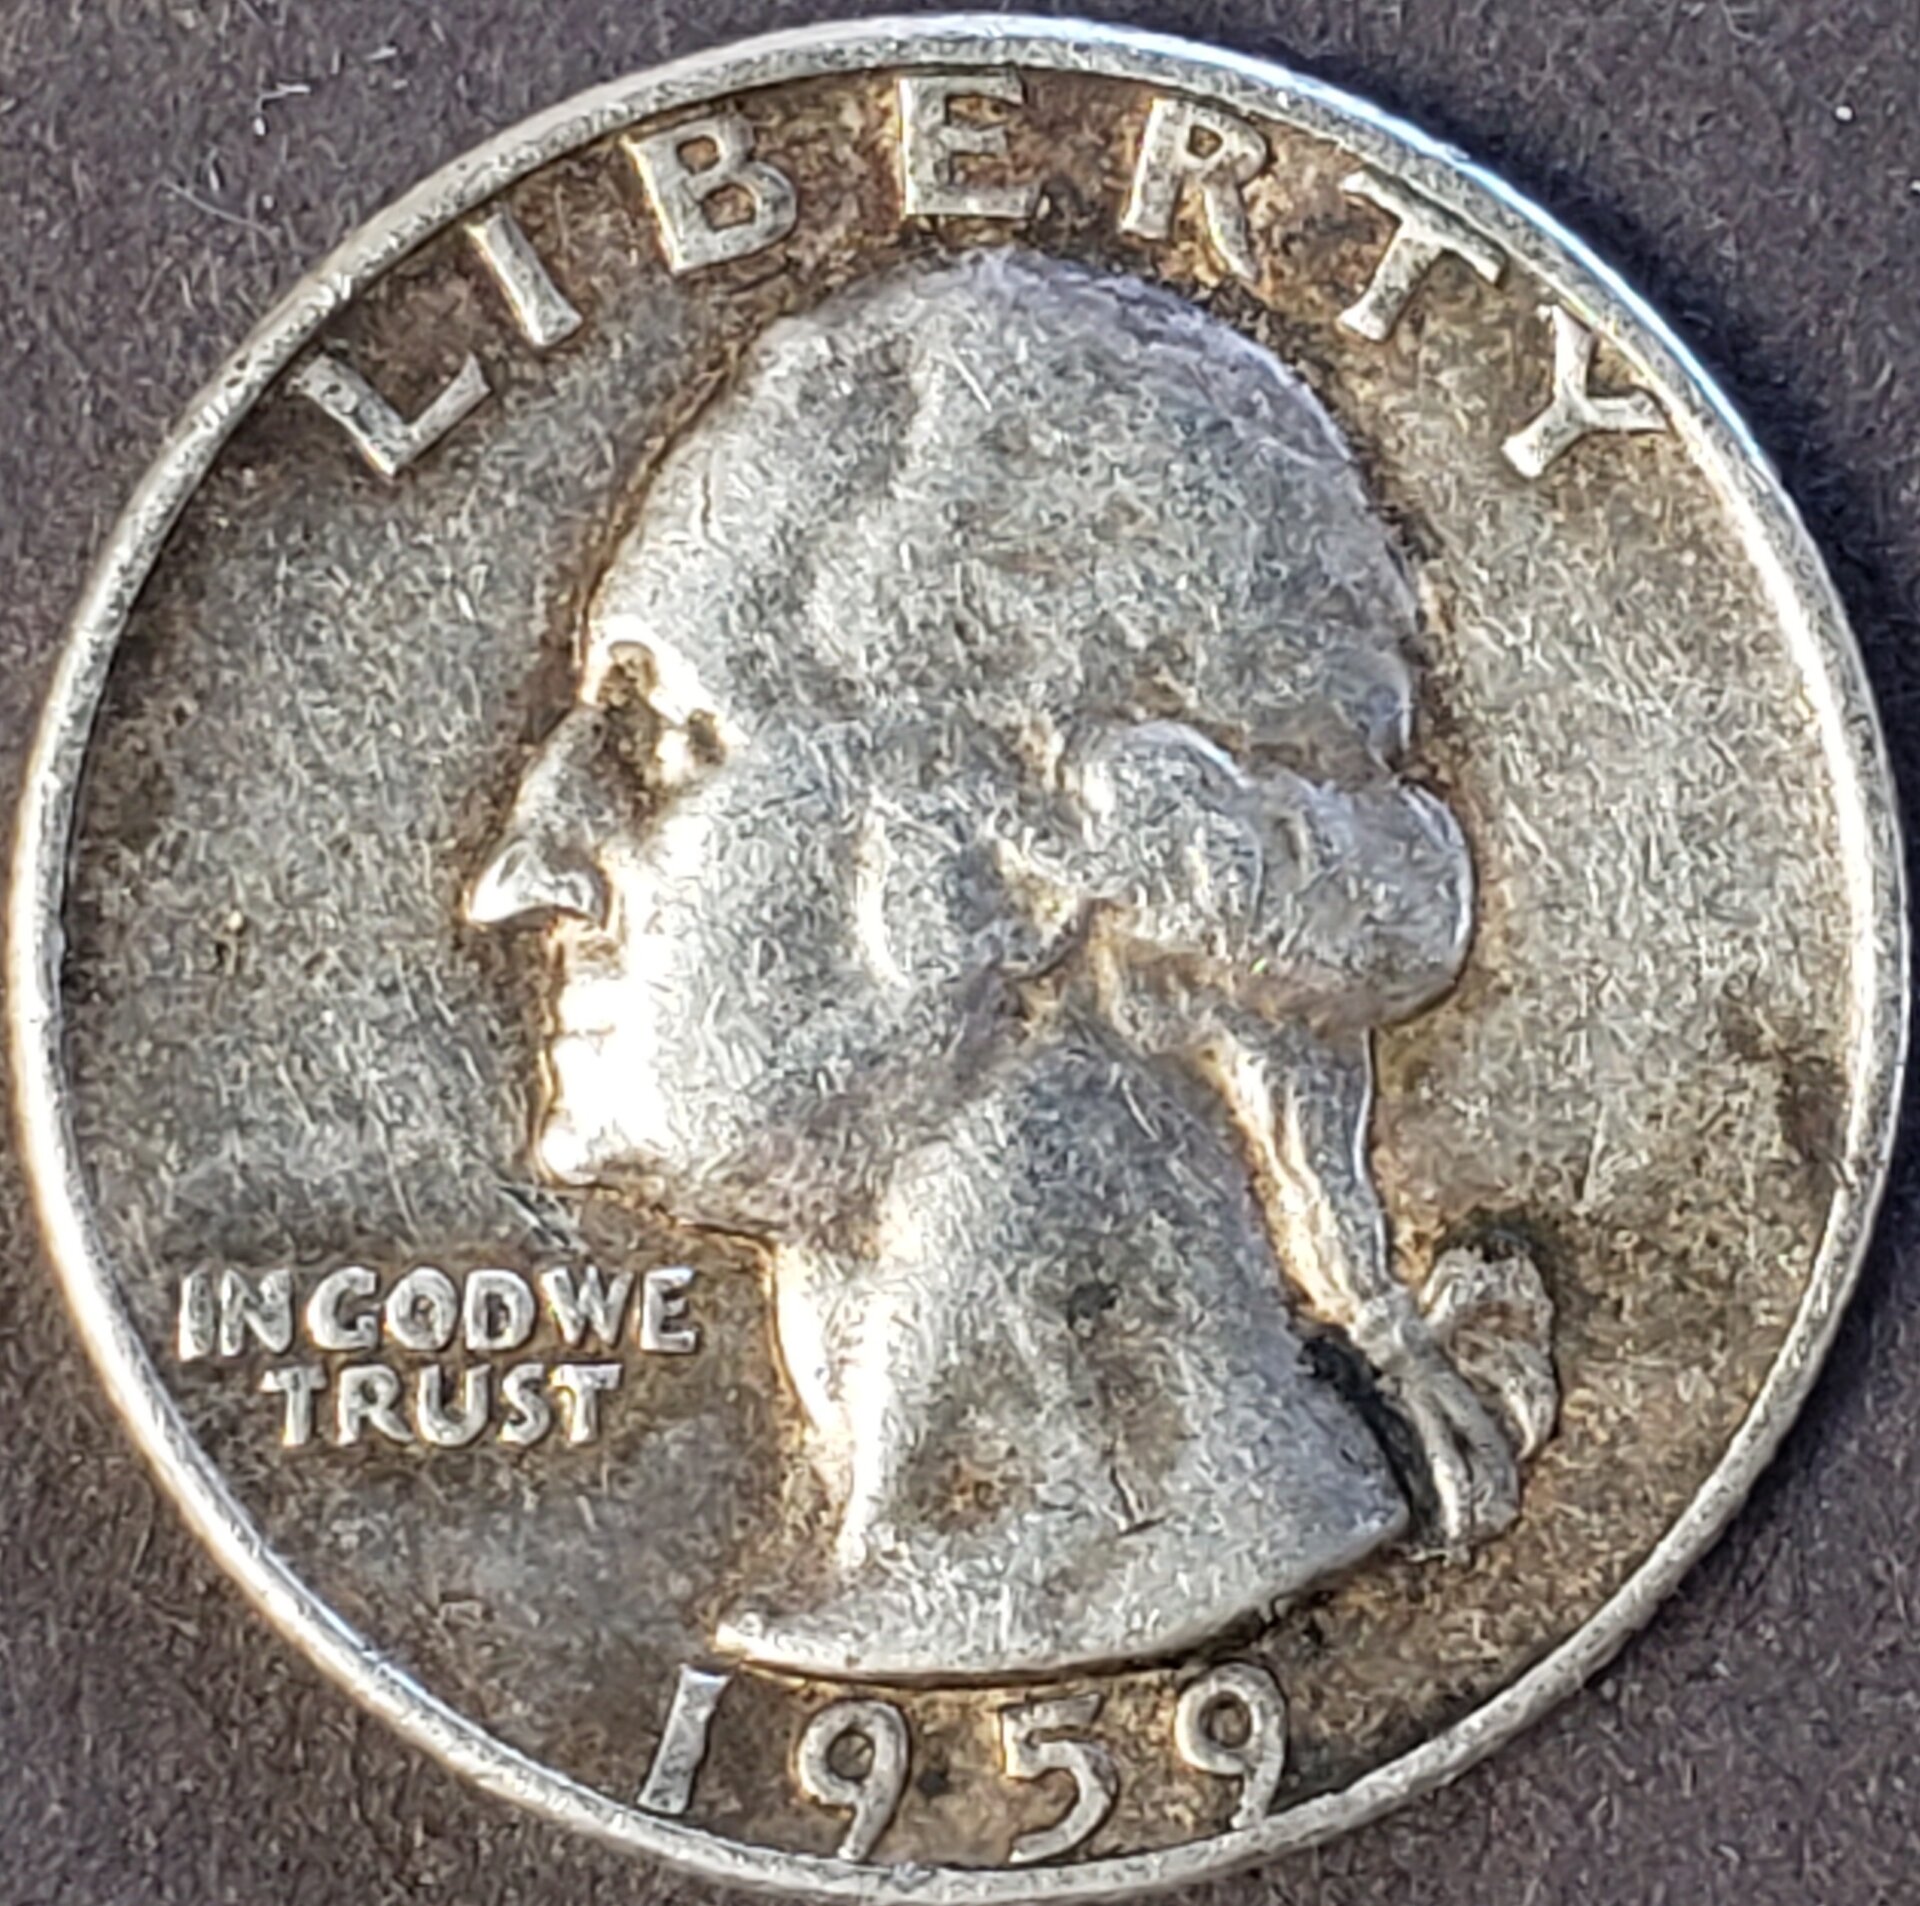 LIBERTY
IN GOD WE
TRUST
1959